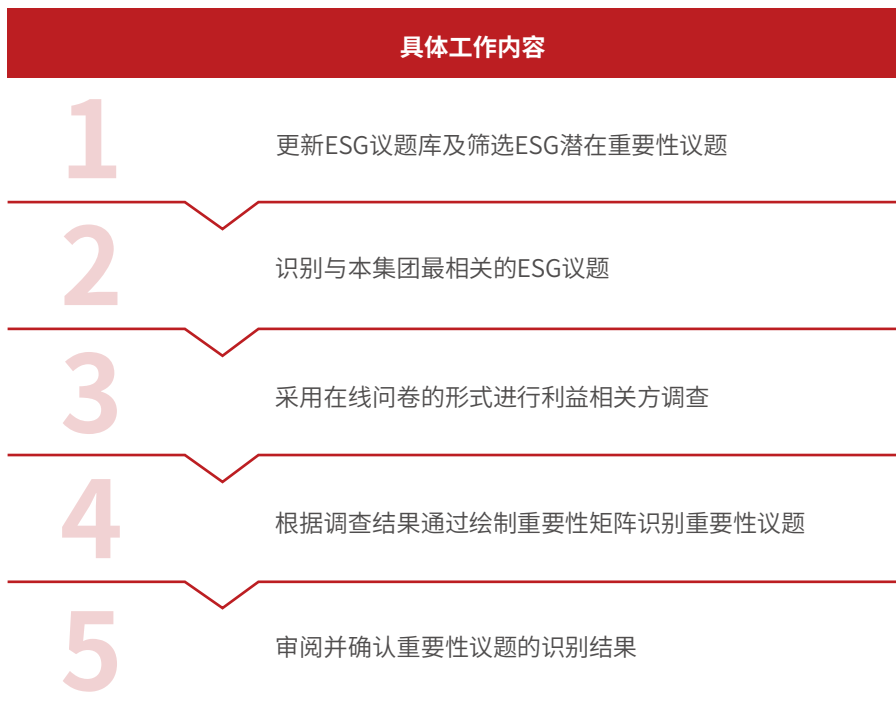 具体工作内容
1
更新ESG议题库及筛选ESG潜在重要性议题
2
识别与本集团最相关的ESG议题
3
采用在线问卷的形式进行利益相关方调查
4
根据调查结果通过绘制重要性矩阵识别重要性议题
5
审阅并确认重要性议题的识别结果